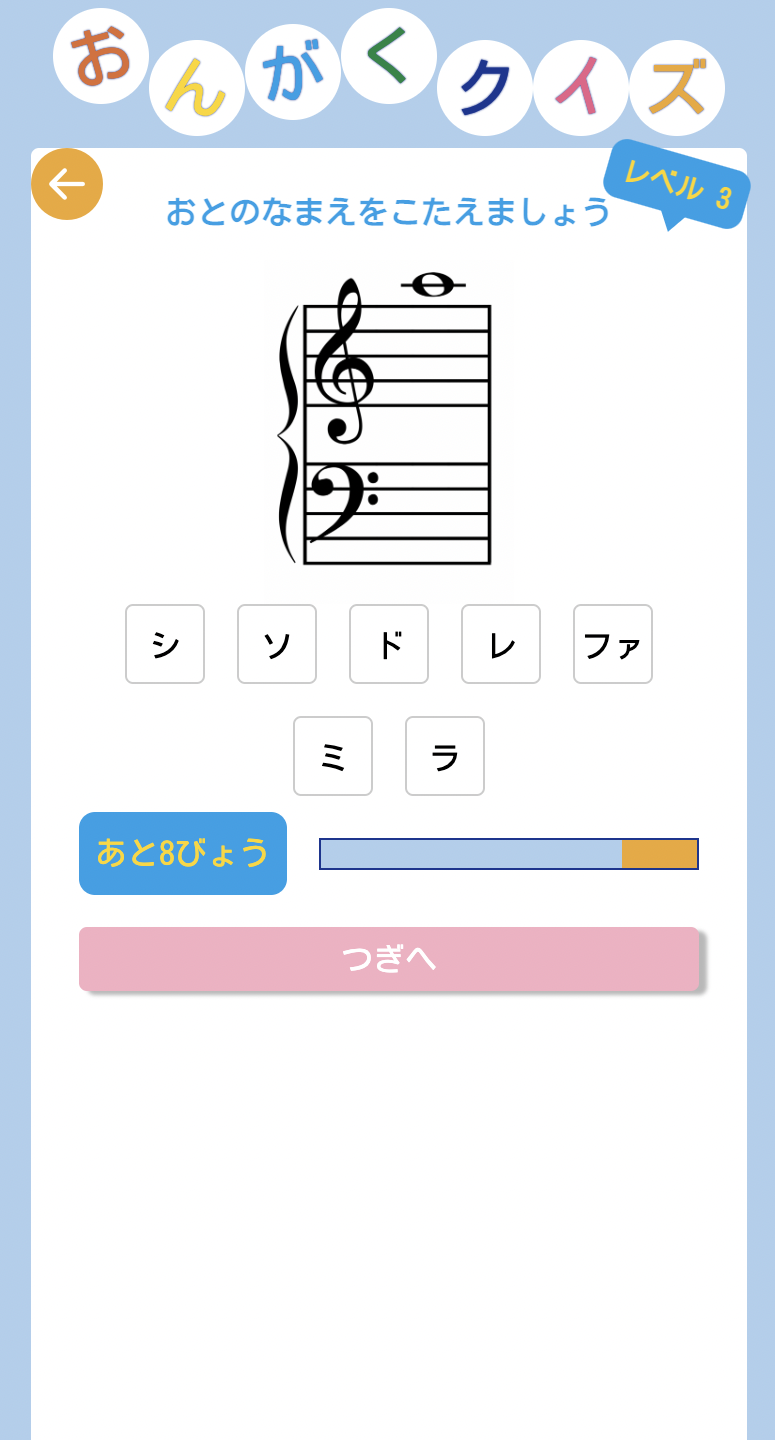 おんがくクイズ
レベル 3
おとのなまえをこたえましょう
シ ソ ド レ ファ
ミ ラ
あと8びょう
つぎへ